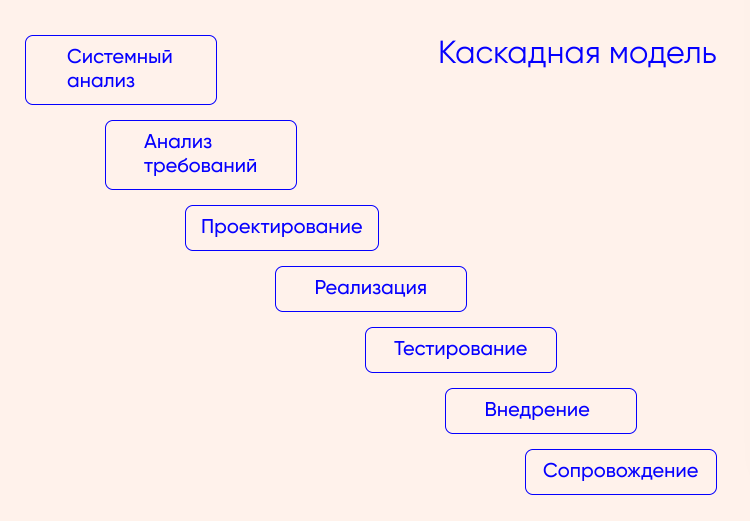 Каскадная модель
Системный
анализ
Анализ
требований
Проектирование
Реализация
Тестирование
Внедрение
Сопровождение